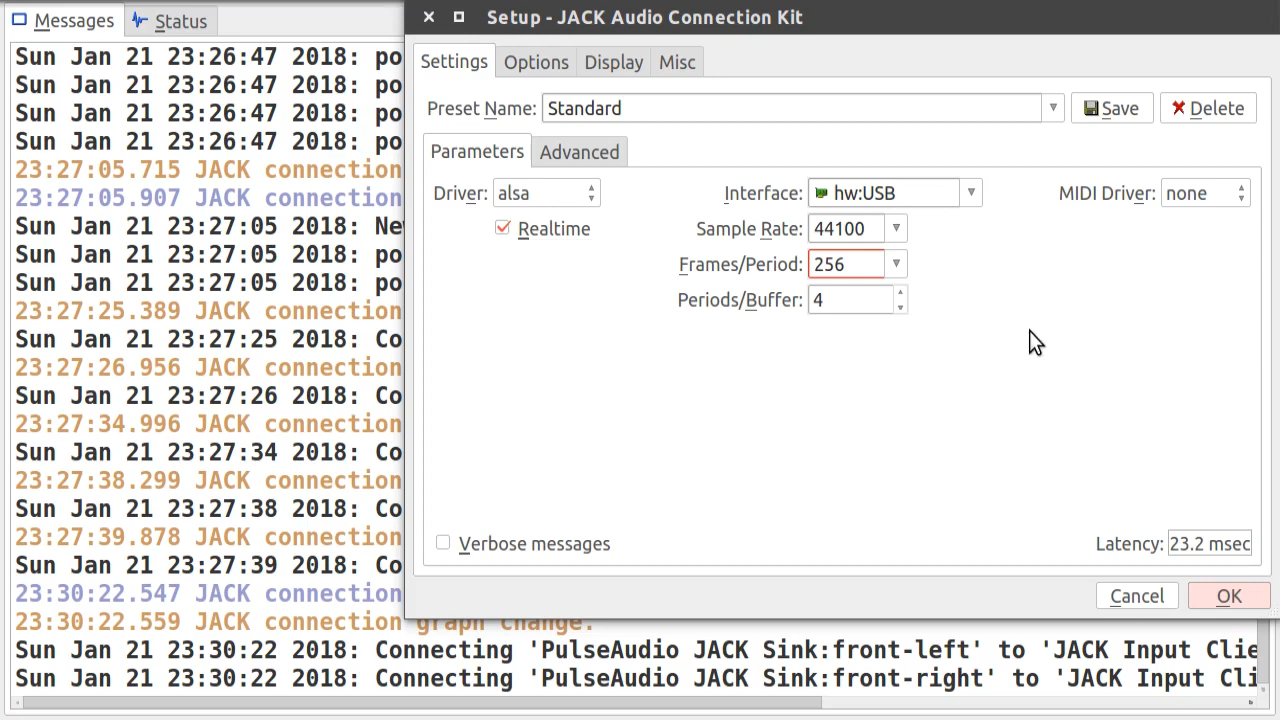 Messages
Status
Sun Jan 21 23:26:47 2018: po
Sun Jan 21 23:26:47 2018: po
Sun Jan 21 23:26:47 2018: po
Sun Jan 21 23:26:47 2018: po
23:27:05.715 JACK connection
23:27:05.907 JACK connection
Sun Jan 21 23:27:05 2018: Ne
Sun Jan 21 23:27:05 2018: po
Sun Jan 21 23:27:05 2018: po
23:27:25.389 JACK connection
Sun Jan 21 23:27:25 2018: Co
23:27:26.956 JACK connection
Sun Jan 21 23:27:26 2018: Co
23:27:34.996 JACK connection
Sun Jan 21 23:27:34 2018: Co
23:27:38.299 JACK connection
Sun Jan 21 23:27:38 2018: Co
23:27:39.878 JACK connection
Sun Jan 21 23:27:39 2018: Co
23:30:22.547 JACK connection
23:30:22.559 JACK connection graph change.
Sun Jan 21 23:30:22 2018: Connecting 'PulseAudio JACK Sink:front-left' to 'JACK Input Clie
Sun Jan 21 23:30:22 2018: Connecting 'PulseAudio JACK Sink:front-right' to 'JACK Input Cli
Setup - JACK Audio Connection Kit
Settings Options Display Misc
Preset Name: Standard Save Delete
Parameters Advanced
Driver: alsa Interface: hw:USB MIDI Driver: none
Realtime Sample Rate: 44100
Frames/Period: 256
Periods/Buffer: 4
Verbose messages Latency: 23.2 msec
Cancel OK